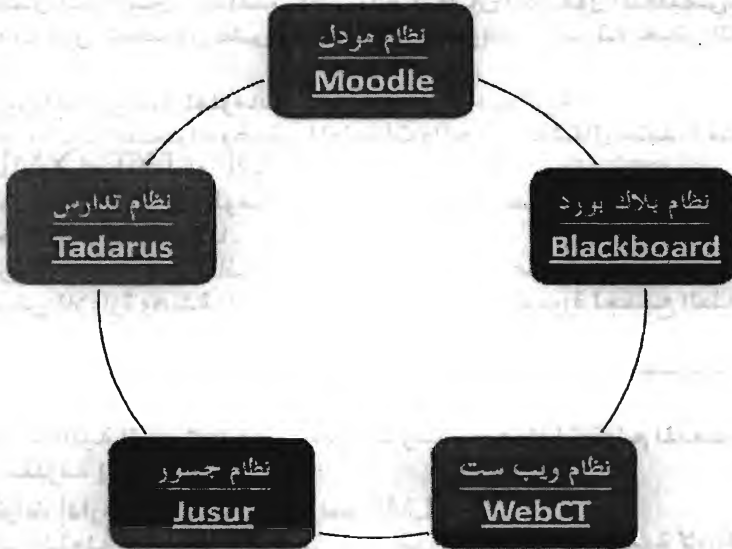 نظام مودل
Moodle
نظام بلاك بورد
Blackboard
نظام ويب ست
WebCT
نظام جسور
Jusur
نظام تدارس
Tadarus